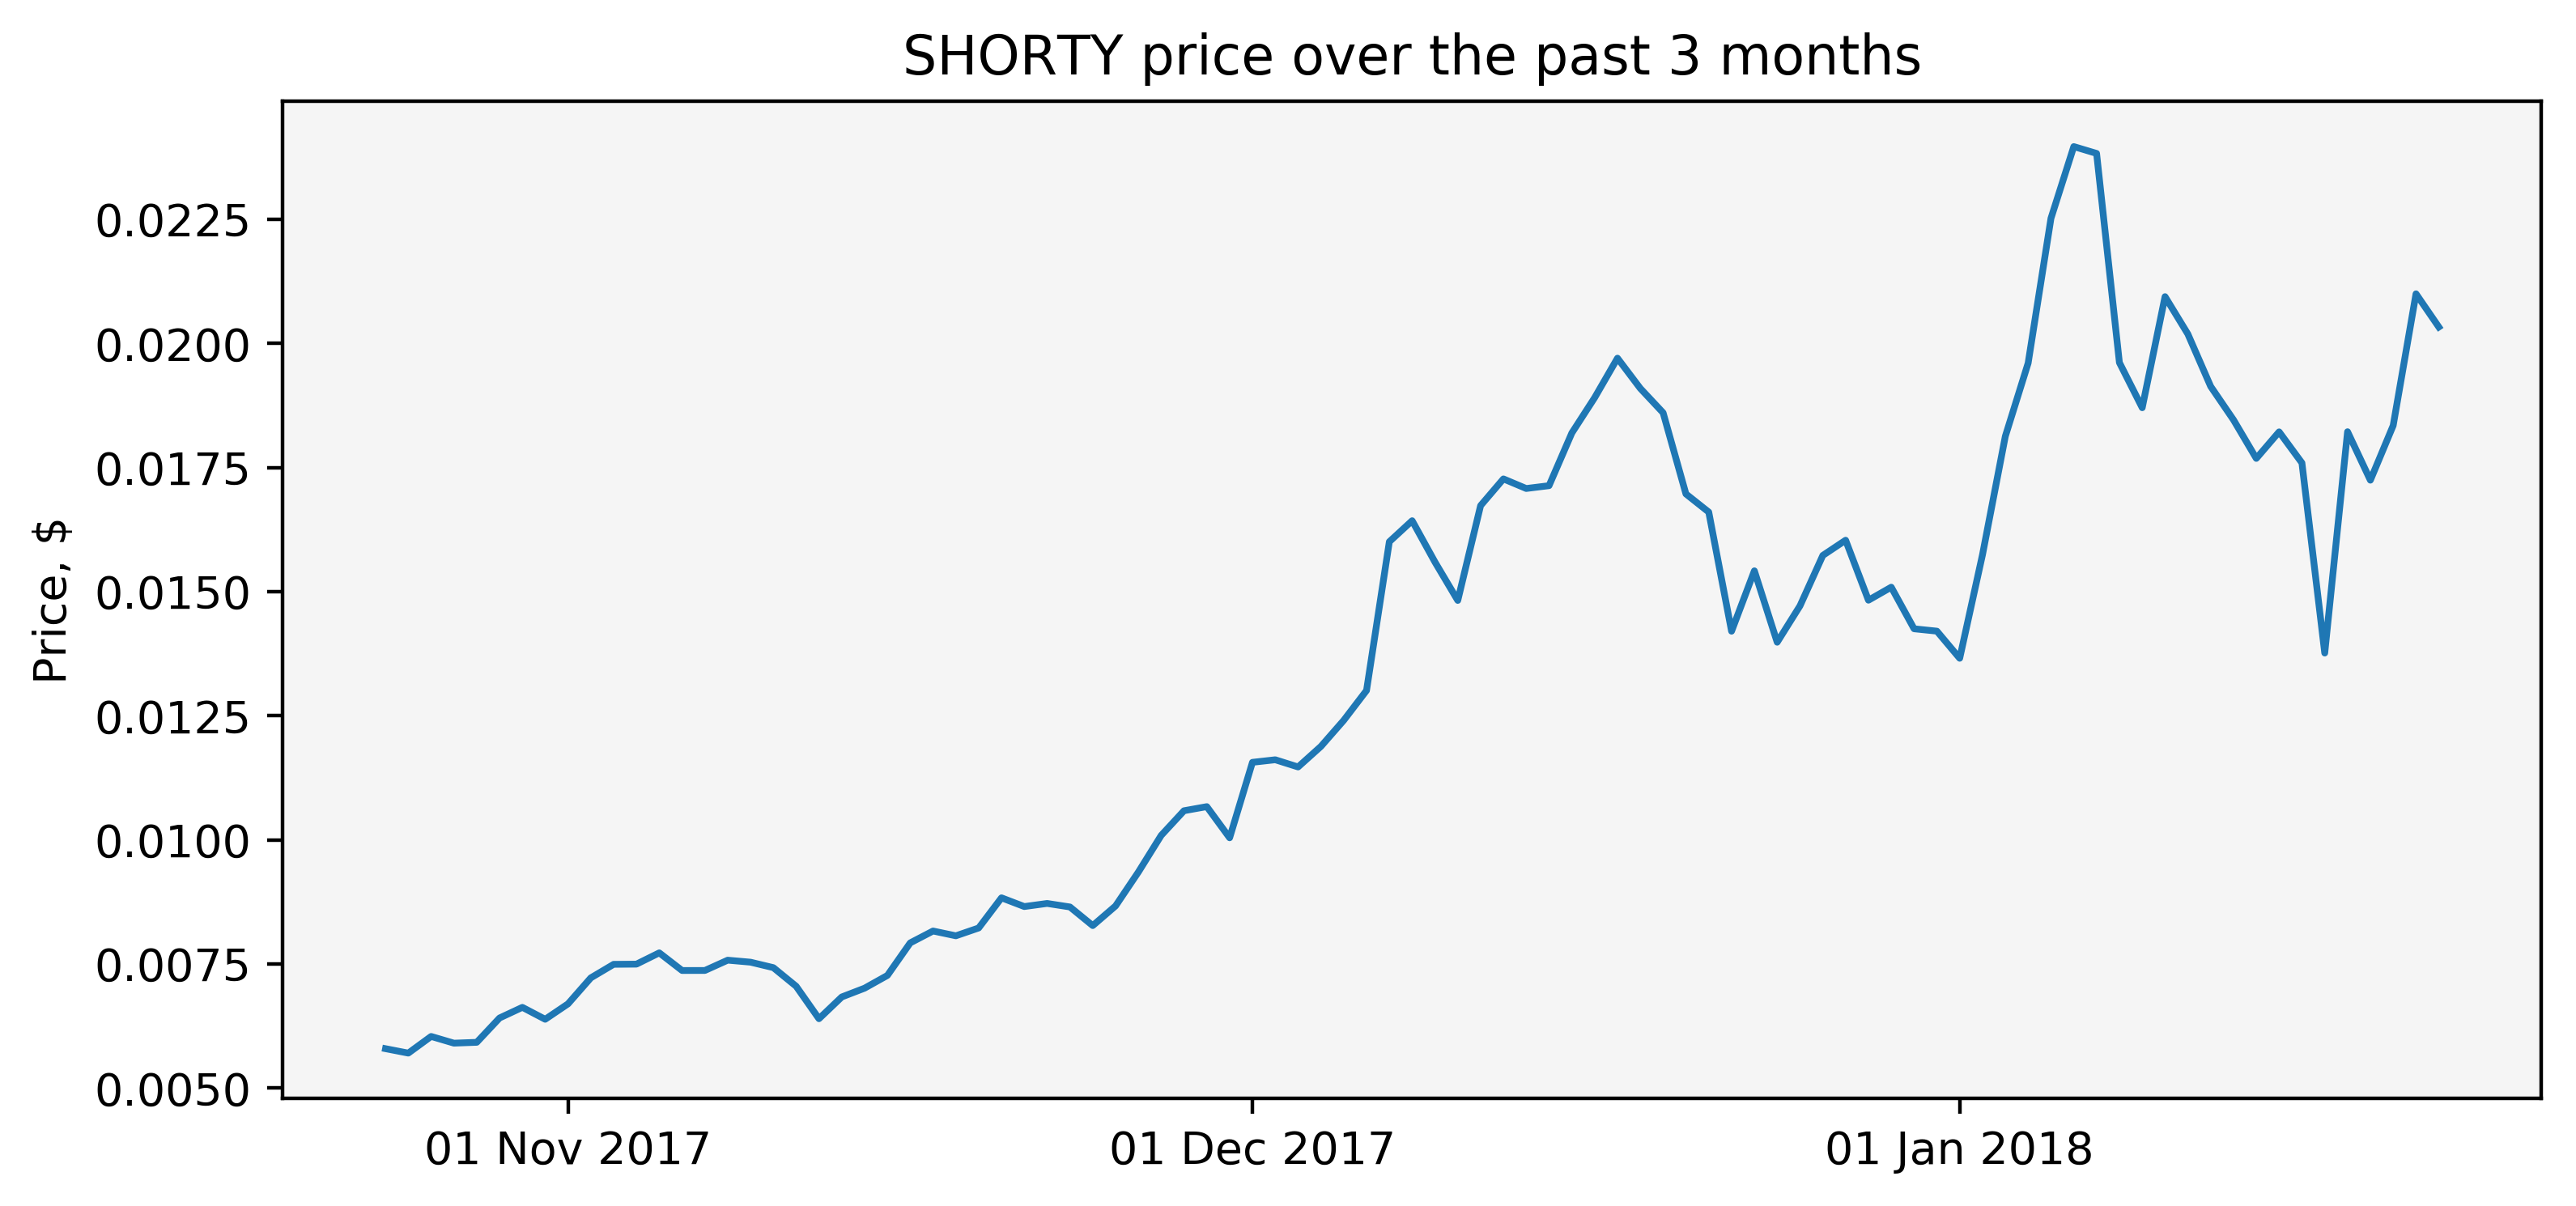 SHORTY price over the past 3 months
Price, $
0.0225
0.0200
0.0175
0.0150
0.0125
0.0100
0.0075
0.0050
01 Nov 2017
01 Dec 2017
01 Jan 2018